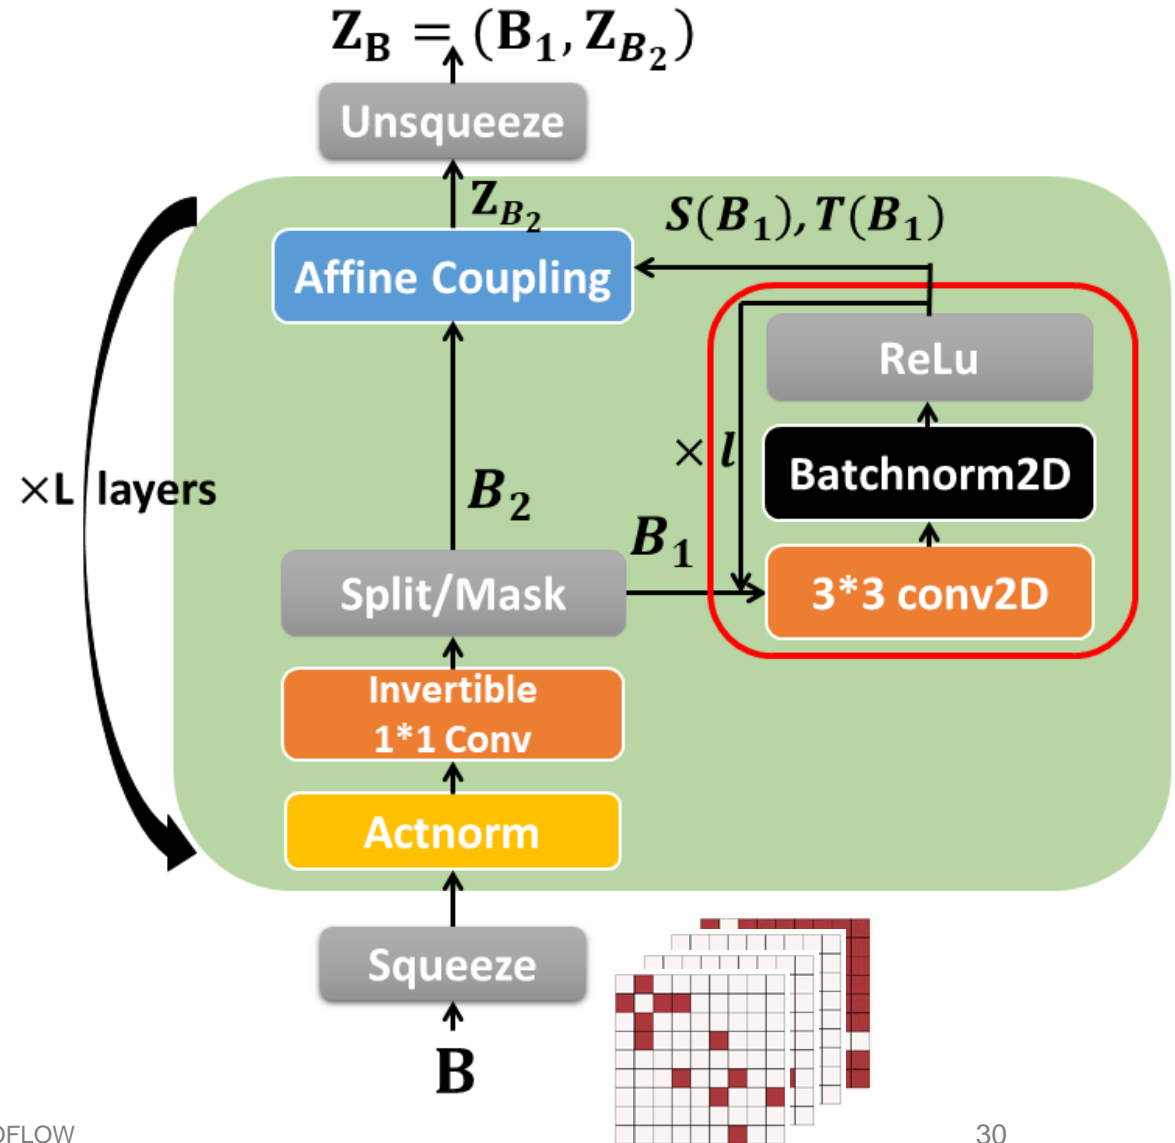 Z_B = (B_1, Z_{B_2})
Unsqueeze
Z_{B_2}
S(B_1), T(B_1)
Affine Coupling
ReLu
× l
Batchnorm2D
×L layers
B_2
B_1
Split/Mask
3*3 conv2D
Invertible
1*1 Conv
Actnorm
Squeeze
B
30